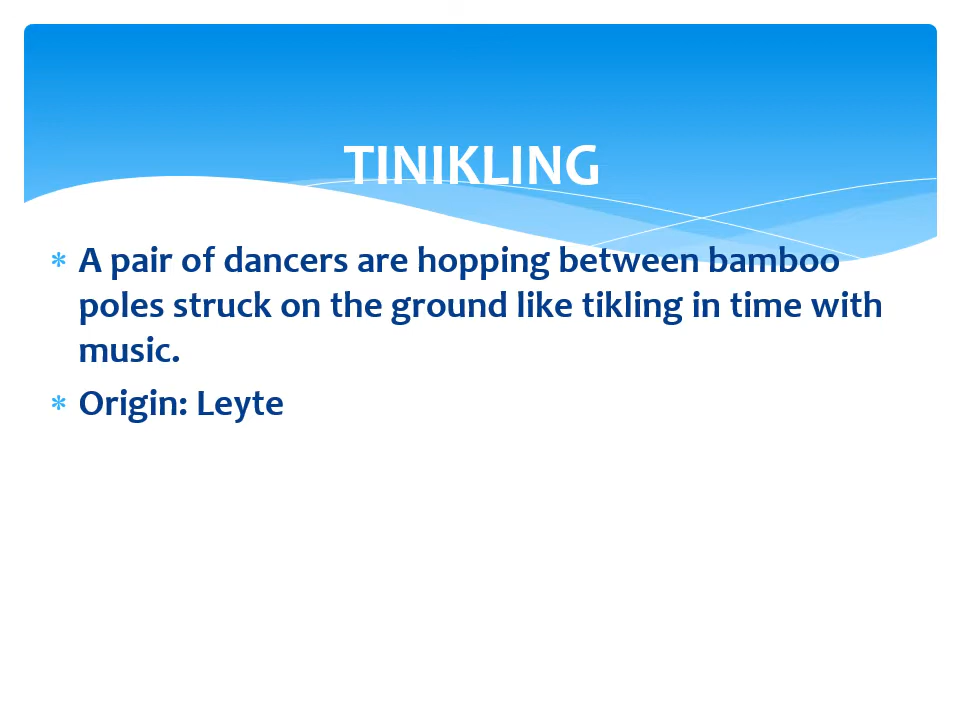 TINIKLING
* A pair of dancers are hopping between bamboo
poles struck on the ground like tikling in time with
music.
* Origin: Leyte